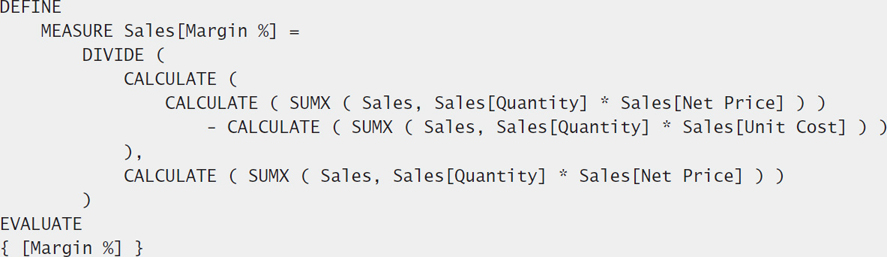 DEFINE
    MEASURE Sales[Margin %] =
        DIVIDE (
            CALCULATE (
                CALCULATE ( SUMX ( Sales, Sales[Quantity] * Sales[Net Price] ) )
                    - CALCULATE ( SUMX ( Sales, Sales[Quantity] * Sales[Unit Cost] ) )
            ),
            CALCULATE ( SUMX ( Sales, Sales[Quantity] * Sales[Net Price] ) )
        )
EVALUATE
{ [Margin %] }